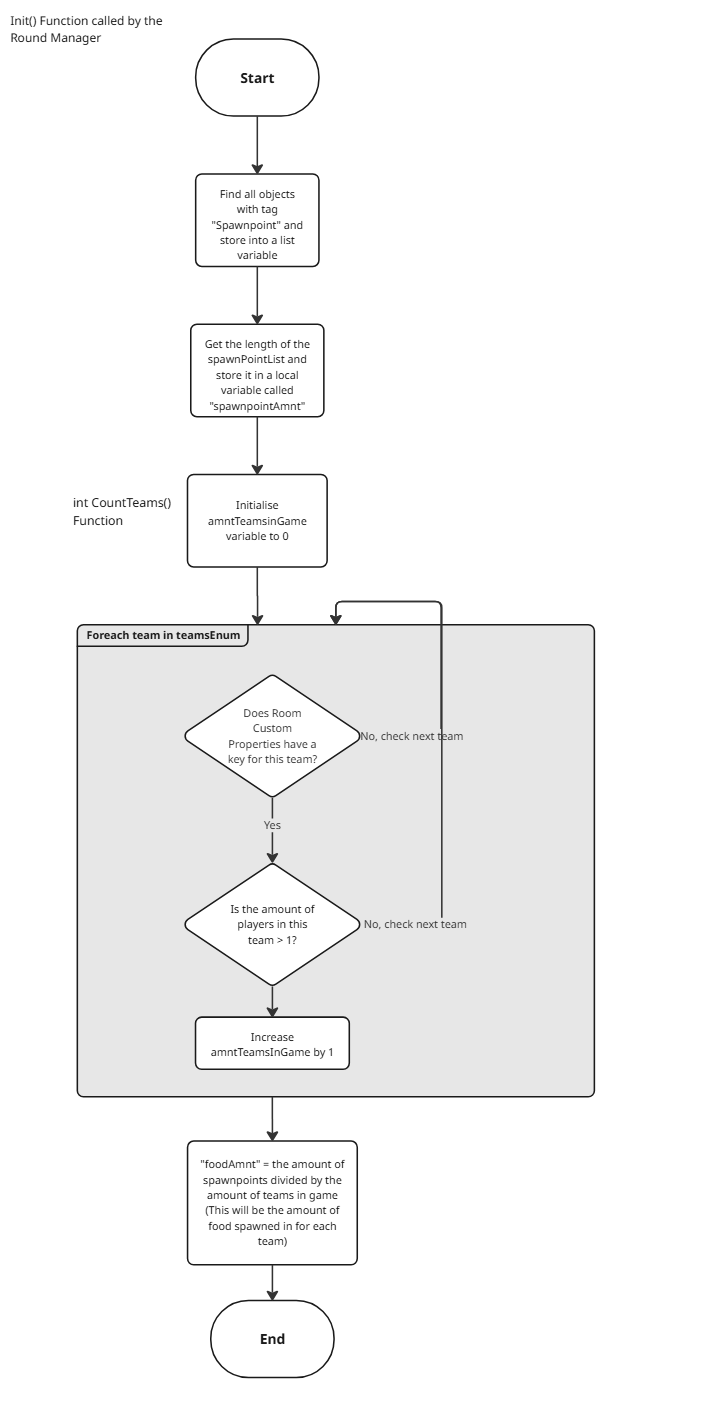 Init() Function called by the
Round Manager
Start
Find all objects
with tag
"Spawnpoint" and
store into a list
variable
Get the length of the
spawnPointList and
store it in a local
variable called
"spawnpointAmnt"
int CountTeams()
Function
Initialise
amntTeamsinGame
variable to 0
Foreach team in teamsEnum
Does Room
Custom
Properties have a
key for this team?
No, check next team
Yes
Is the amount of
players in this
team > 1?
No, check next team
Increase
amntTeamsInGame by 1
"foodAmnt" = the amount of
spawnpoints divided by the
amount of teams in game
(This will be the amount of
food spawned in for each
team)
End